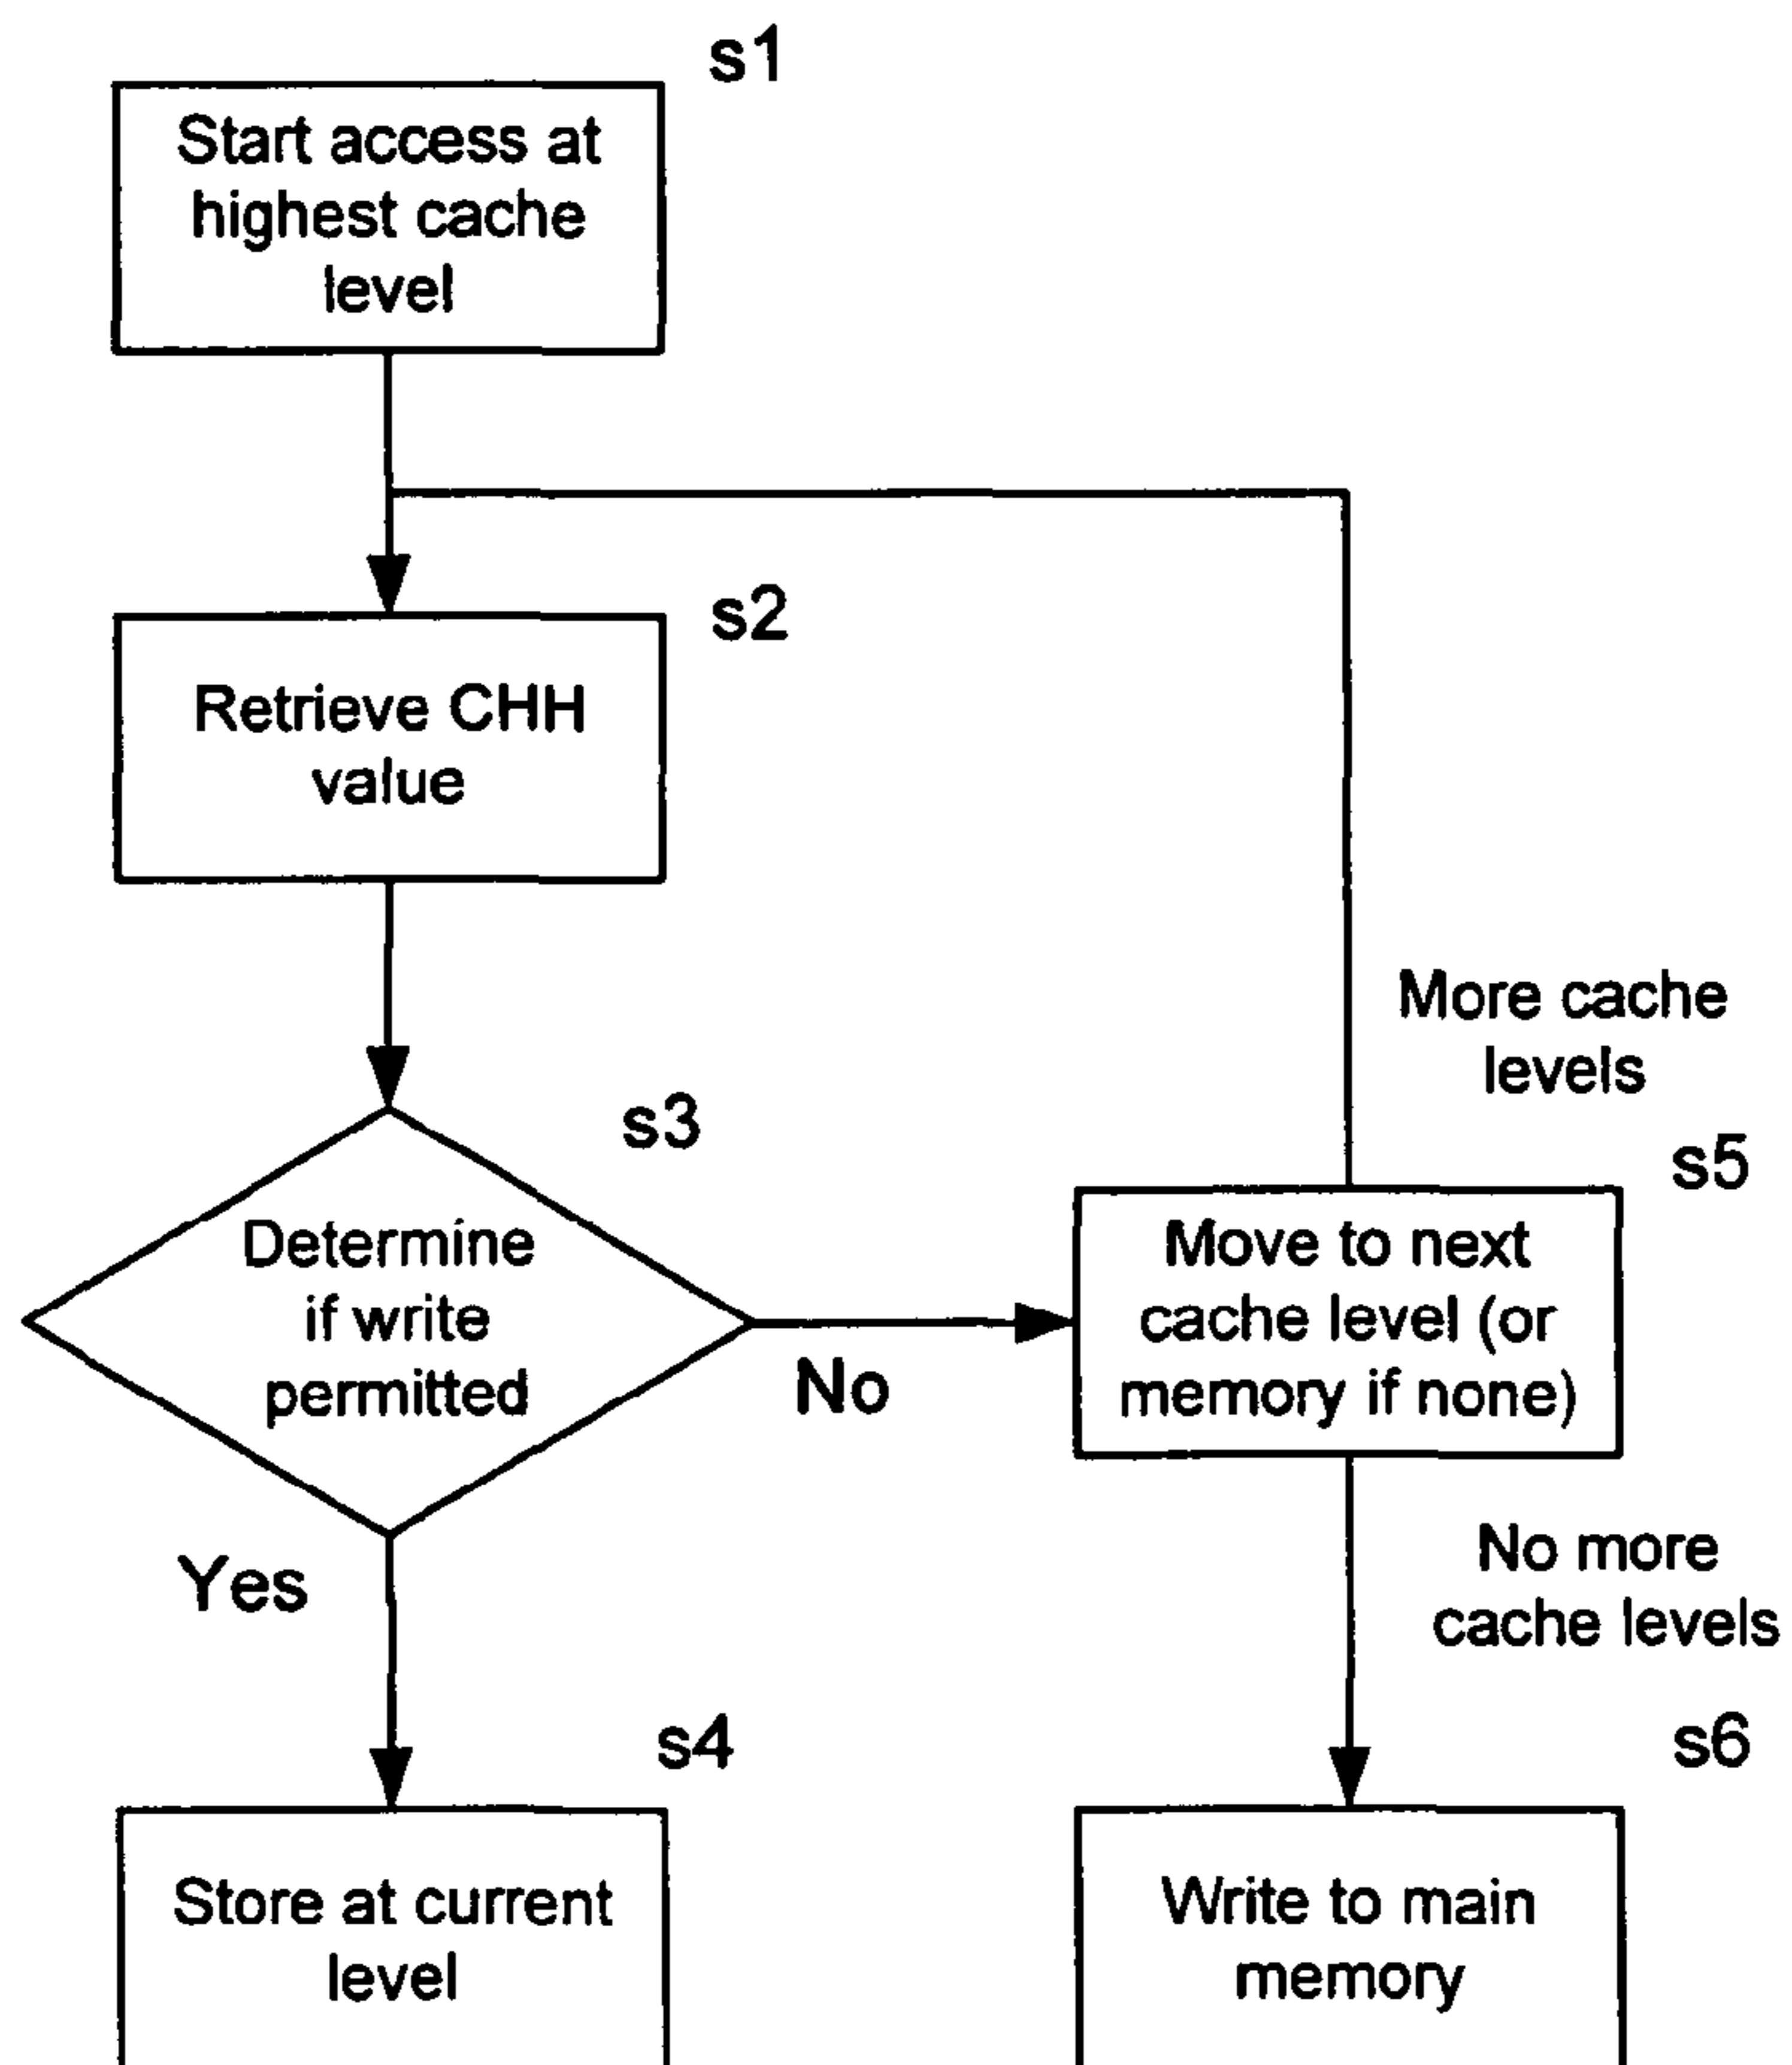 s1
Start access at
highest cache
level
s2
Retrieve CHH
value
More cache
levels
s3
s5
Determine
if write
permitted
No
Move to next
cache level (or
memory if none)
Yes
No more
cache levels
s4
s6
Store at current
level
Write to main
memory